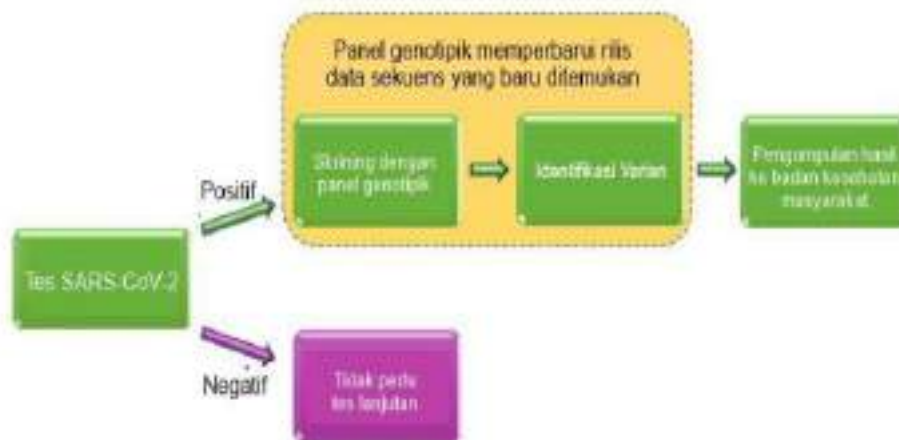 Panel genotipik memperbarui rilis
data sekuens yang baru ditemukan
Skrining dengan
panel genotipik
Identifikasi Varian
Pengumpulan hasil
ke badan kesehatan
masyarakat
Positif
Tes SARS-CoV-2
Negatif
Tidak perlu
tes lanjutan